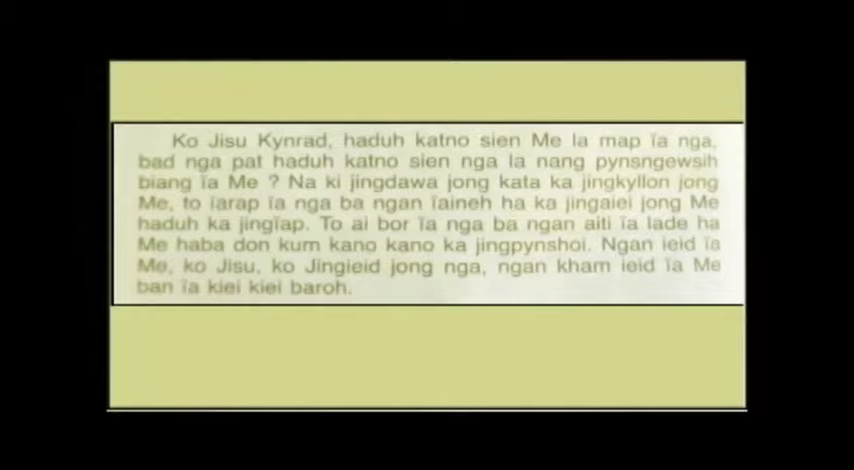 Ko Jisu Kynrad, haduh katno sien Me la map ïa nga,
bad nga pat haduh katno sien nga la nang pynsngewsih
biang ïa Me ? Na ki jingdawa jong kata ka jingkyllon jong
Me, to ïarap ïa nga ba ngan ïaineh ha ka jingaiei jong Me
haduh ka jingïap. To ai bor ïa nga ba ngan aiti ïa lade ha
Me haba don kum kano kano ka jingpynshoi. Ngan ieid ïa
Me, ko Jisu, ko Jingieid jong nga, ngan kham ieid ïa Me
ban ïa kiei kiei baroh.